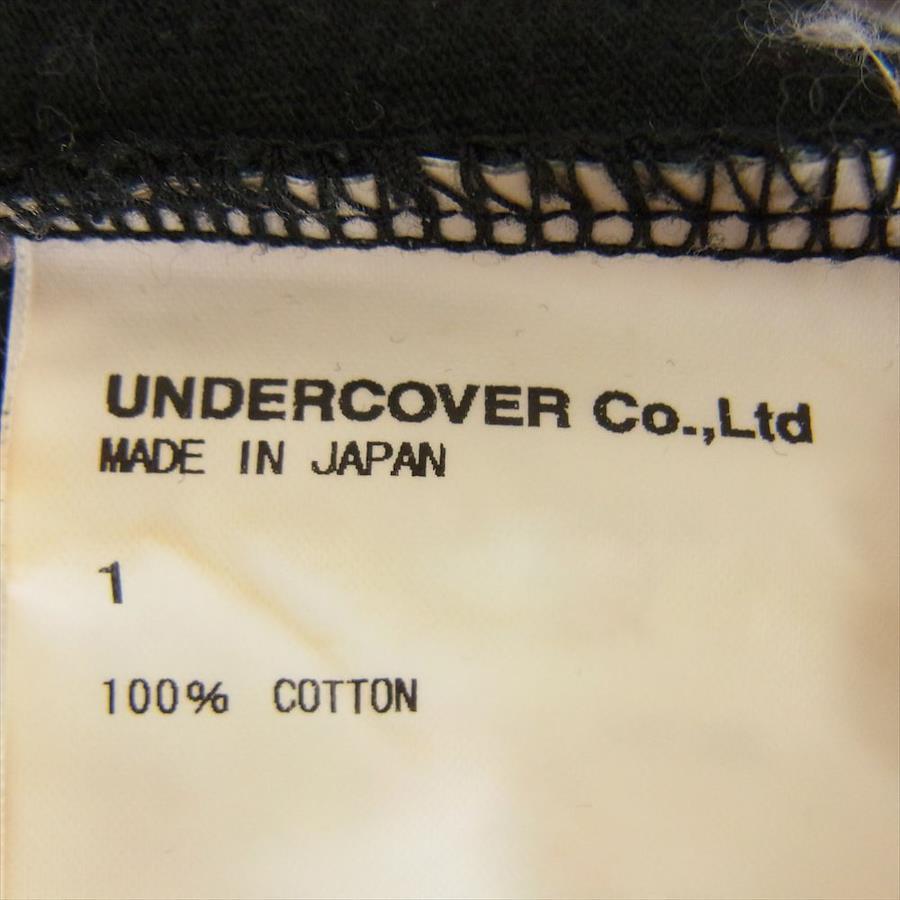 UNDERCOVER Co.,Ltd
MADE IN JAPAN
1
100% COTTON